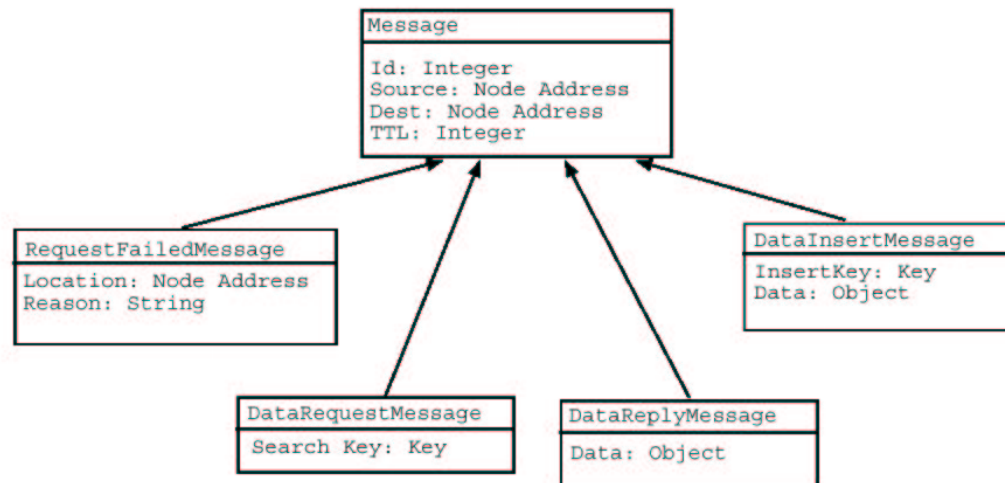 Message
Id: Integer
Source: Node Address
Dest: Node Address
TTL: Integer
RequestFailedMessage
Location: Node Address
Reason: String
DataInsertMessage
InsertKey: Key
Data: Object
DataRequestMessage
Search Key: Key
DataReplyMessage
Data: Object